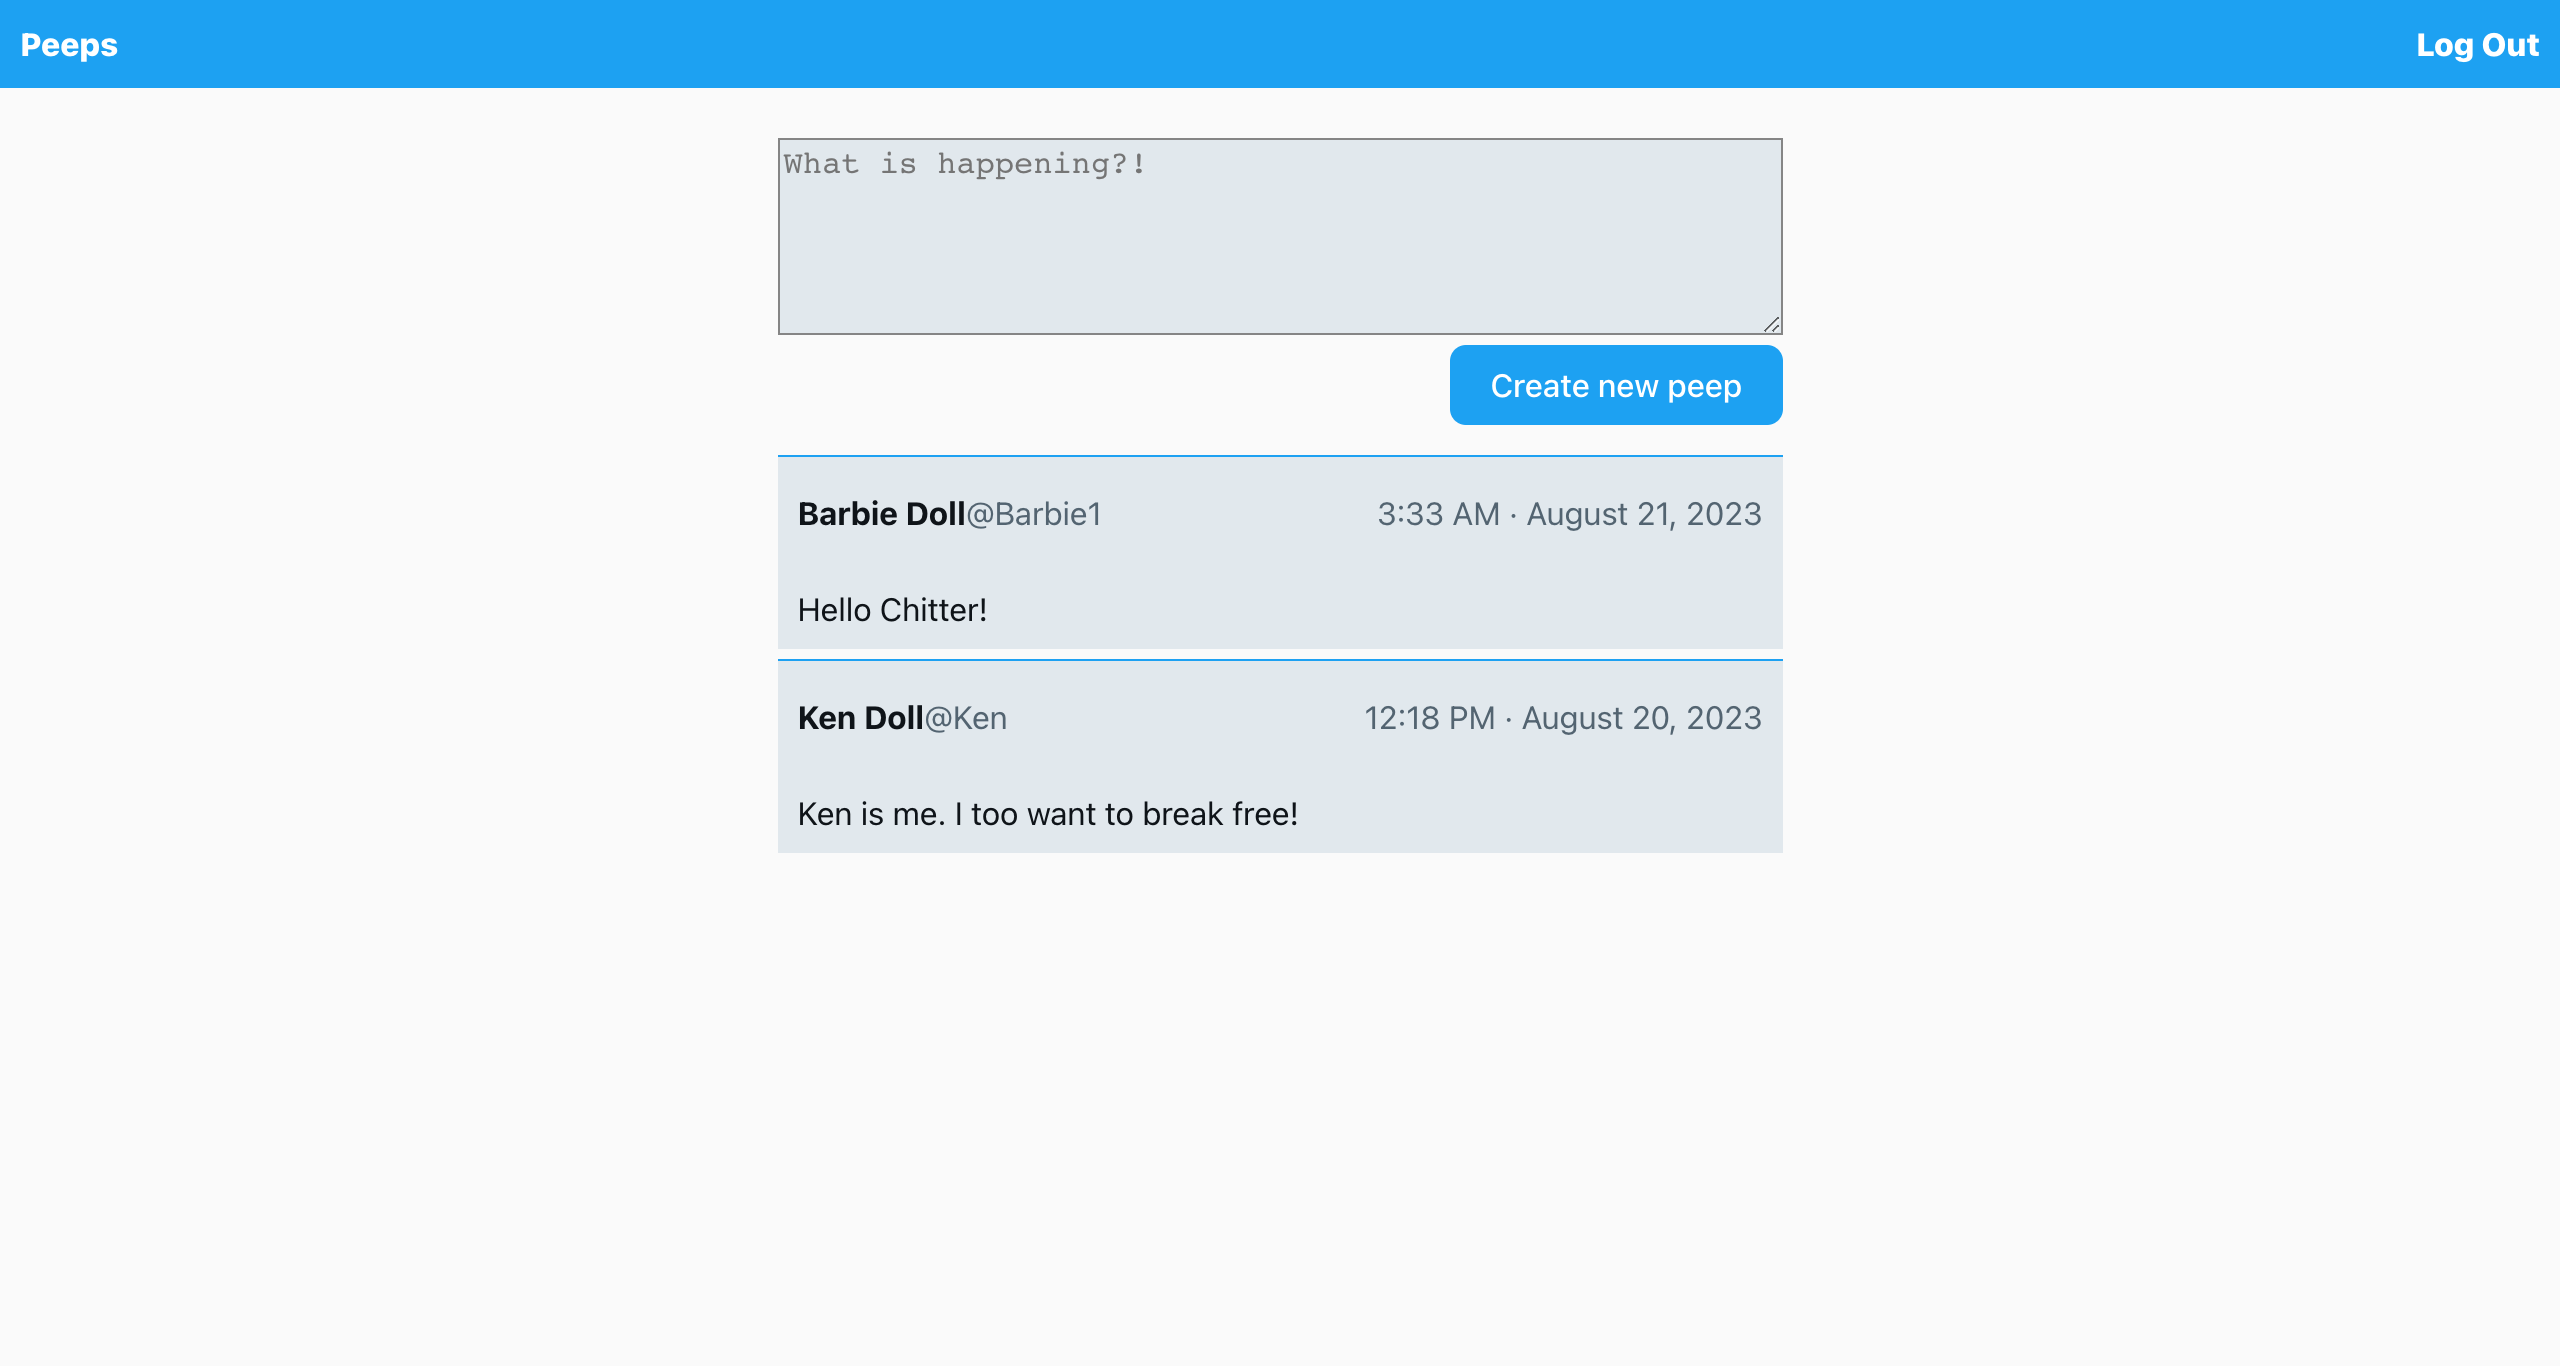 Peeps Log Out
What is happening?!
Create new peep
Barbie Doll@Barbie1 3:33 AM · August 21, 2023
Hello Chitter!
Ken Doll@Ken 12:18 PM · August 20, 2023
Ken is me. I too want to break free!